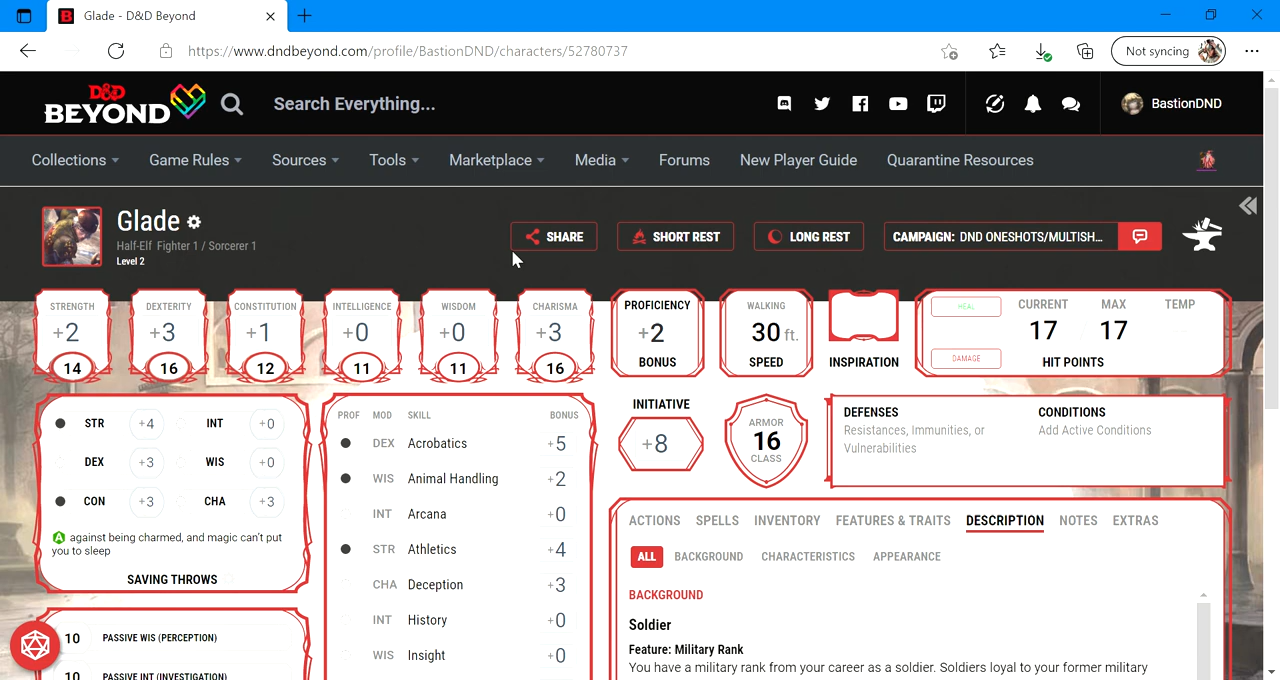 Glade - D&D Beyond
https://www.dndbeyond.com/profile/BastionDND/characters/52780737
Not syncing
D&D BEYOND
Search Everything...
BastionDND
Collections Game Rules Sources Tools Marketplace Media Forums New Player Guide Quarantine Resources
Glade
Half-Elf Fighter 1 / Sorcerer 1
Level 2
SHARE SHORT REST LONG REST CAMPAIGN: DND ONESHOTS/MULTISH...
STRENGTH +2 14
DEXTERITY +3 16
CONSTITUTION +1 12
INTELLIGENCE +0 11
WISDOM +0 11
CHARISMA +3 16
PROFICIENCY +2 BONUS
WALKING 30 ft. SPEED
INSPIRATION
HEAL
DAMAGE
CURRENT MAX TEMP
17 / 17
HIT POINTS
STR +4 INT +0
DEX +3 WIS +0
CON +3 CHA +3
A against being charmed, and magic can't put
you to sleep
SAVING THROWS
10 PASSIVE WIS (PERCEPTION)
10 PASSIVE INT (INVESTIGATION)
PROF MOD SKILL BONUS
DEX Acrobatics +5
WIS Animal Handling +2
INT Arcana +0
STR Athletics +4
CHA Deception +3
INT History +0
WIS Insight +0
INITIATIVE
+8
ARMOR
16
CLASS
DEFENSES
Resistances, Immunities, or
Vulnerabilities
CONDITIONS
Add Active Conditions
ACTIONS SPELLS INVENTORY FEATURES & TRAITS DESCRIPTION NOTES EXTRAS
ALL BACKGROUND CHARACTERISTICS APPEARANCE
BACKGROUND
Soldier
Feature: Military Rank
You have a military rank from your career as a soldier. Soldiers loyal to your former military